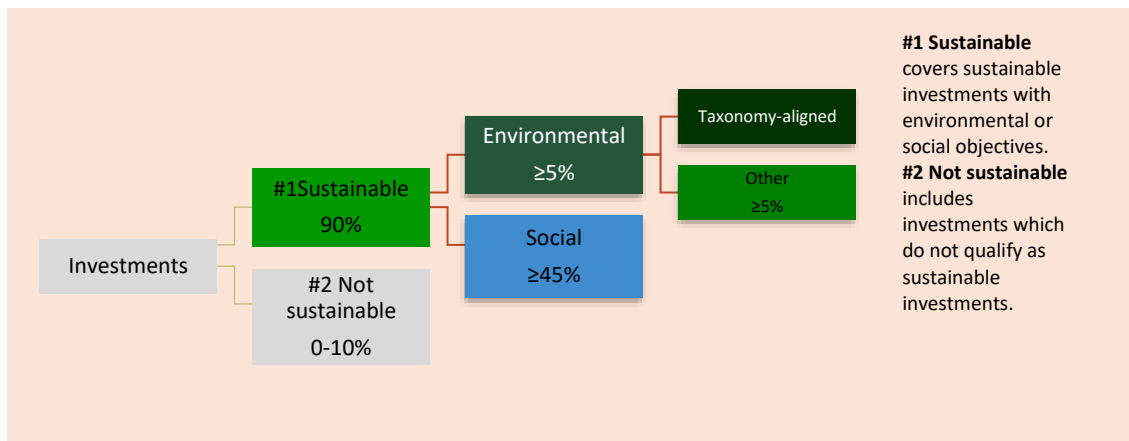 Investments
#1Sustainable
90%
#2 Not
sustainable
0-10%
Environmental
≥5%
Social
≥45%
Taxonomy-aligned
Other
≥5%
#1 Sustainable
covers sustainable
investments with
environmental or
social objectives.
#2 Not sustainable
includes
investments which
do not qualify as
sustainable
investments.